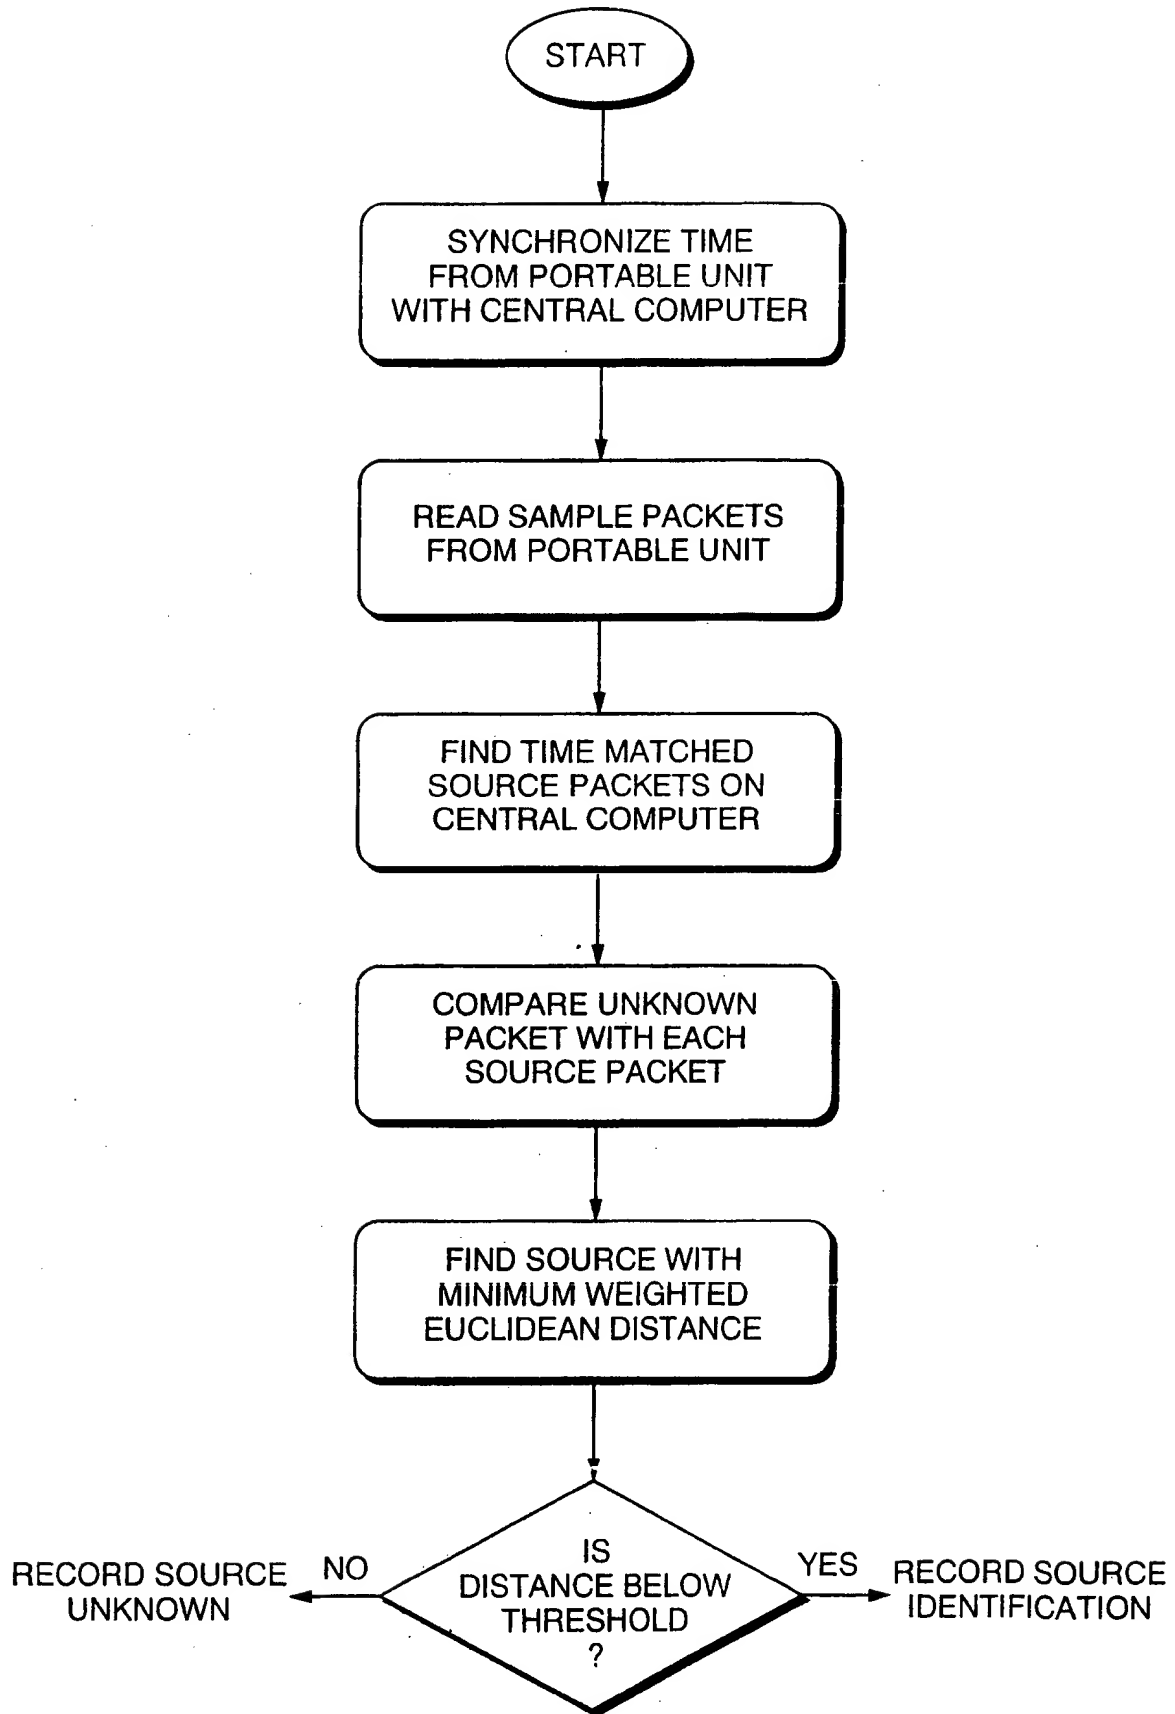 START
SYNCHRONIZE TIME
FROM PORTABLE UNIT
WITH CENTRAL COMPUTER
READ SAMPLE PACKETS
FROM PORTABLE UNIT
FIND TIME MATCHED
SOURCE PACKETS ON
CENTRAL COMPUTER
COMPARE UNKNOWN
PACKET WITH EACH
SOURCE PACKET
FIND SOURCE WITH
MINIMUM WEIGHTED
EUCLIDEAN DISTANCE
IS
DISTANCE BELOW
THRESHOLD
?
NO
RECORD SOURCE
UNKNOWN
YES
RECORD SOURCE
IDENTIFICATION